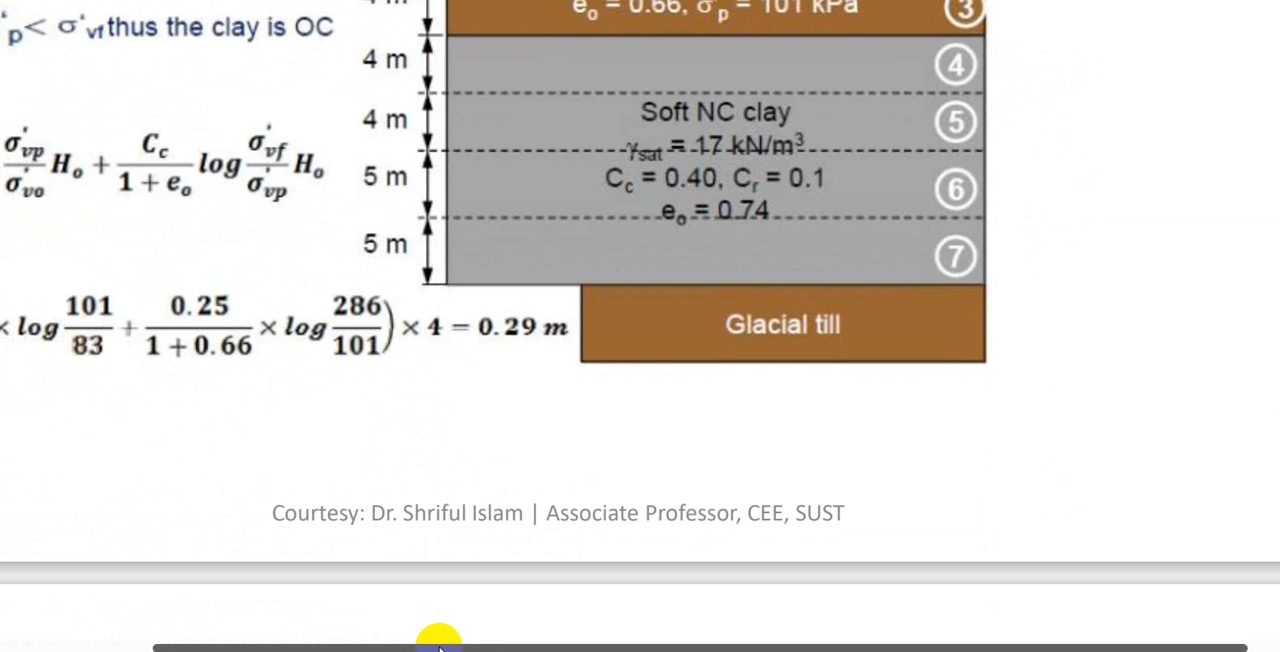 e₀ = 0.66, σ'p = 101 kPa
③
'p < σ'vf thus the clay is OC
4 m
④
4 m
Soft NC clay
⑤
γsat = 17 kN/m³
σ'vp / σ'vo H₀ + Cc / 1 + e₀ log σ'vf / σ'vp H₀
5 m
Cc = 0.40, Cr = 0.1
⑥
e₀ = 0.74
5 m
⑦
× log 101 / 83 + 0.25 / 1 + 0.66 × log 286 / 101) × 4 = 0.29 m
Glacial till
Courtesy: Dr. Shriful Islam | Associate Professor, CEE, SUST